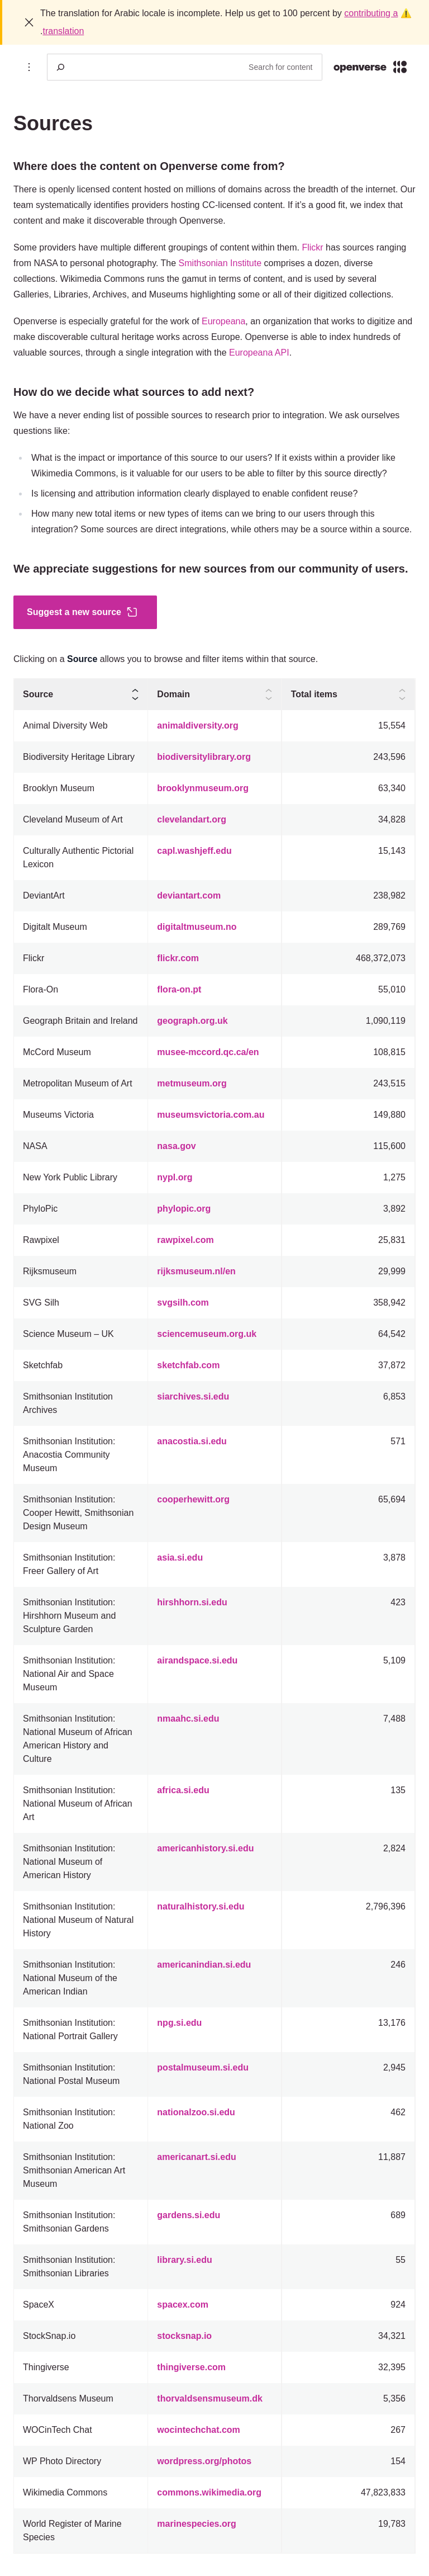 The translation for Arabic locale is incomplete. Help us get to 100 percent by contributing a
.translation
Search for content
openverse
Sources
Where does the content on Openverse come from?
There is openly licensed content hosted on millions of domains across the breadth of the internet. Our
team systematically identifies providers hosting CC-licensed content. If it's a good fit, we index that
content and make it discoverable through Openverse.
Some providers have multiple different groupings of content within them. Flickr has sources ranging
from NASA to personal photography. The Smithsonian Institute comprises a dozen, diverse
collections. Wikimedia Commons runs the gamut in terms of content, and is used by several
Galleries, Libraries, Archives, and Museums highlighting some or all of their digitized collections.
Openverse is especially grateful for the work of Europeana, an organization that works to digitize and
make discoverable cultural heritage works across Europe. Openverse is able to index hundreds of
valuable sources, through a single integration with the Europeana API.
How do we decide what sources to add next?
We have a never ending list of possible sources to research prior to integration. We ask ourselves
questions like:
What is the impact or importance of this source to our users? If it exists within a provider like
Wikimedia Commons, is it valuable for our users to be able to filter by this source directly?
Is licensing and attribution information clearly displayed to enable confident reuse?
How many new total items or new types of items can we bring to our users through this
integration? Some sources are direct integrations, while others may be a source within a source.
We appreciate suggestions for new sources from our community of users.
Suggest a new source
Clicking on a Source allows you to browse and filter items within that source.
Source Domain Total items
Animal Diversity Web animaldiversity.org 15,554
Biodiversity Heritage Library biodiversitylibrary.org 243,596
Brooklyn Museum brooklynmuseum.org 63,340
Cleveland Museum of Art clevelandart.org 34,828
Culturally Authentic Pictorial capl.washjeff.edu 15,143
Lexicon
DeviantArt deviantart.com 238,982
Digitalt Museum digitaltmuseum.no 289,769
Flickr flickr.com 468,372,073
Flora-On flora-on.pt 55,010
Geograph Britain and Ireland geograph.org.uk 1,090,119
McCord Museum musee-mccord.qc.ca/en 108,815
Metropolitan Museum of Art metmuseum.org 243,515
Museums Victoria museumsvictoria.com.au 149,880
NASA nasa.gov 115,600
New York Public Library nypl.org 1,275
PhyloPic phylopic.org 3,892
Rawpixel rawpixel.com 25,831
Rijksmuseum rijksmuseum.nl/en 29,999
SVG Silh svgsilh.com 358,942
Science Museum – UK sciencemuseum.org.uk 64,542
Sketchfab sketchfab.com 37,872
Smithsonian Institution siarchives.si.edu 6,853
Archives
Smithsonian Institution: anacostia.si.edu 571
Anacostia Community
Museum
Smithsonian Institution: cooperhewitt.org 65,694
Cooper Hewitt, Smithsonian
Design Museum
Smithsonian Institution: asia.si.edu 3,878
Freer Gallery of Art
Smithsonian Institution: hirshhorn.si.edu 423
Hirshhorn Museum and
Sculpture Garden
Smithsonian Institution: airandspace.si.edu 5,109
National Air and Space
Museum
Smithsonian Institution: nmaahc.si.edu 7,488
National Museum of African
American History and
Culture
Smithsonian Institution: africa.si.edu 135
National Museum of African
Art
Smithsonian Institution: americanhistory.si.edu 2,824
National Museum of
American History
Smithsonian Institution: naturalhistory.si.edu 2,796,396
National Museum of Natural
History
Smithsonian Institution: americanindian.si.edu 246
National Museum of the
American Indian
Smithsonian Institution: npg.si.edu 13,176
National Portrait Gallery
Smithsonian Institution: postalmuseum.si.edu 2,945
National Postal Museum
Smithsonian Institution: nationalzoo.si.edu 462
National Zoo
Smithsonian Institution: americanart.si.edu 11,887
Smithsonian American Art
Museum
Smithsonian Institution: gardens.si.edu 689
Smithsonian Gardens
Smithsonian Institution: library.si.edu 55
Smithsonian Libraries
SpaceX spacex.com 924
StockSnap.io stocksnap.io 34,321
Thingiverse thingiverse.com 32,395
Thorvaldsens Museum thorvaldsensmuseum.dk 5,356
WOCinTech Chat wocintechchat.com 267
WP Photo Directory wordpress.org/photos 154
Wikimedia Commons commons.wikimedia.org 47,823,833
World Register of Marine marinespecies.org 19,783
Species